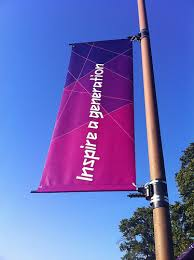 Inspire a generation